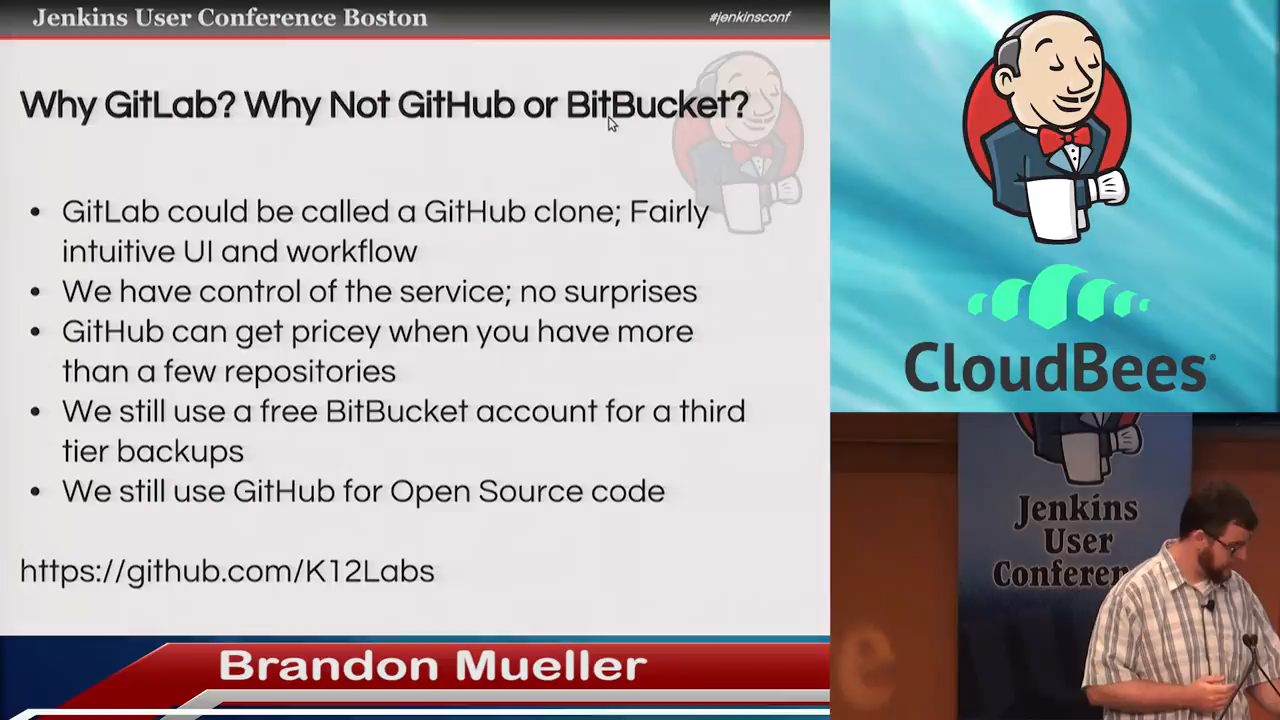 Jenkins User Conference Boston
#jenkinsconf
Why GitLab? Why Not GitHub or BitBucket?
• GitLab could be called a GitHub clone; Fairly
intuitive UI and workflow
• We have control of the service; no surprises
• GitHub can get pricey when you have more
than a few repositories
• We still use a free BitBucket account for a third
tier backups
• We still use GitHub for Open Source code
https://github.com/K12Labs
Brandon Mueller
CloudBees
Jenkins
User